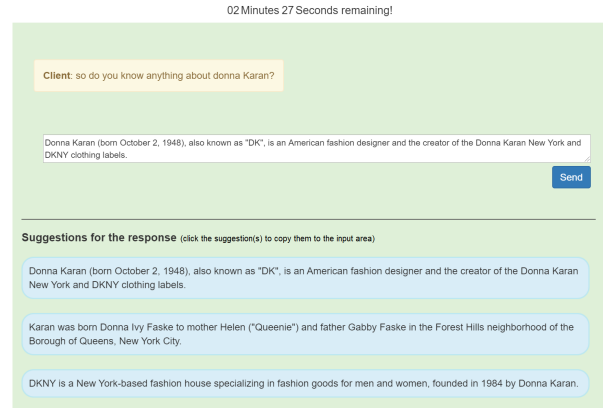 02 Minutes 27 Seconds remaining!
Client: so do you know anything about donna Karan?
Donna Karan (born October 2, 1948), also known as "DK", is an American fashion designer and the creator of the Donna Karan New York and
DKNY clothing labels.
Send
Suggestions for the response (click the suggestion(s) to copy them to the input area)
Donna Karan (born October 2, 1948), also known as "DK", is an American fashion designer and the creator of the Donna Karan
New York and DKNY clothing labels.
Karan was born Donna Ivy Faske to mother Helen ("Queenie") and father Gabby Faske in the Forest Hills neighborhood of the
Borough of Queens, New York City.
DKNY is a New York-based fashion house specializing in fashion goods for men and women, founded in 1984 by Donna Karan.